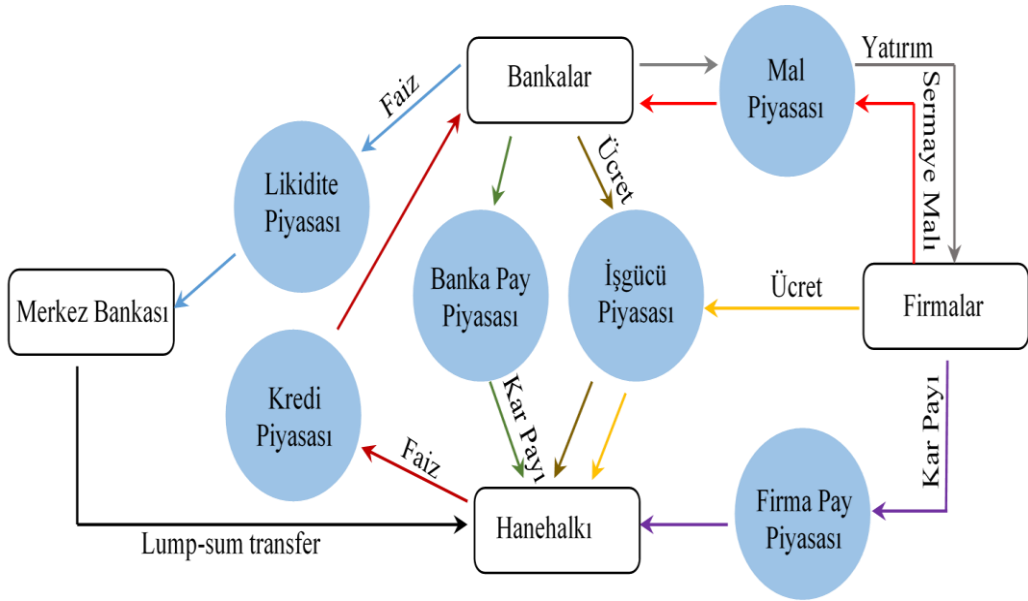 Bankalar
Mal
Piyasası
Yatırım
Sermaye Malı
Faiz
Ücret
Likidite
Piyasası
Banka Pay
Piyasası
İşgücü
Piyasası
Ücret
Firmalar
Merkez Bankası
Kredi
Piyasası
Kar Payı
Kar Payı
Faiz
Hanehalkı
Firma Pay
Piyasası
Lump-sum transfer